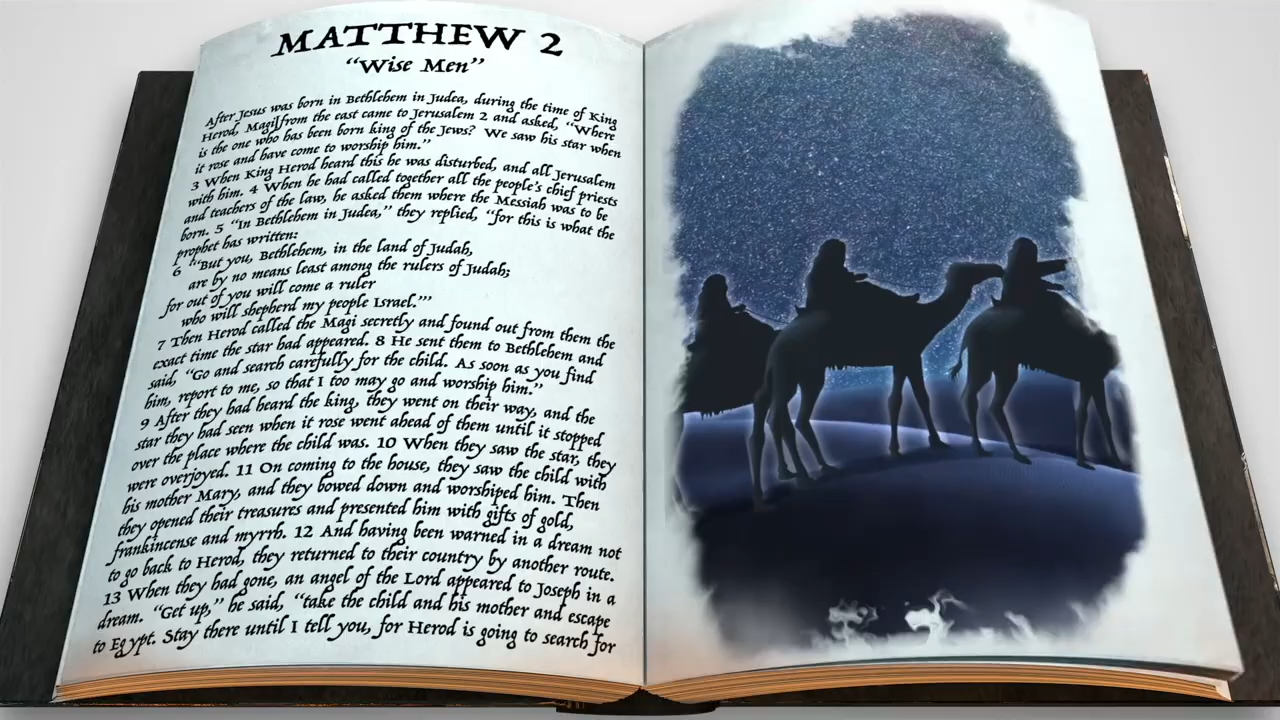 MATTHEW 2
“Wise Men”
After Jesus was born in Bethlehem in Judea, during the time of King
Herod, Magi from the east came to Jerusalem 2 and asked, “Where
is the one who has been born king of the Jews? We saw his star when
it rose and have come to worship him.”
3 When King Herod heard this he was disturbed, and all Jerusalem
with him. 4 When he had called together all the people’s chief priests
and teachers of the law, he asked them where the Messiah was to be
born. 5 “In Bethlehem in Judea,” they replied, “for this is what the
prophet has written:
6 “‘But you, Bethlehem, in the land of Judah,
are by no means least among the rulers of Judah;
for out of you will come a ruler
who will shepherd my people Israel.’”
7 Then Herod called the Magi secretly and found out from them the
exact time the star had appeared. 8 He sent them to Bethlehem and
said, “Go and search carefully for the child. As soon as you find
him, report to me, so that I too may go and worship him.”
9 After they had heard the king, they went on their way, and the
star they had seen when it rose went ahead of them until it stopped
over the place where the child was. 10 When they saw the star, they
were overjoyed. 11 On coming to the house, they saw the child with
his mother Mary, and they bowed down and worshiped him. Then
they opened their treasures and presented him with gifts of gold,
frankincense and myrrh. 12 And having been warned in a dream not
to go back to Herod, they returned to their country by another route.
13 When they had gone, an angel of the Lord appeared to Joseph in a
dream. “Get up,” he said, “take the child and his mother and escape
to Egypt. Stay there until I tell you, for Herod is going to search for